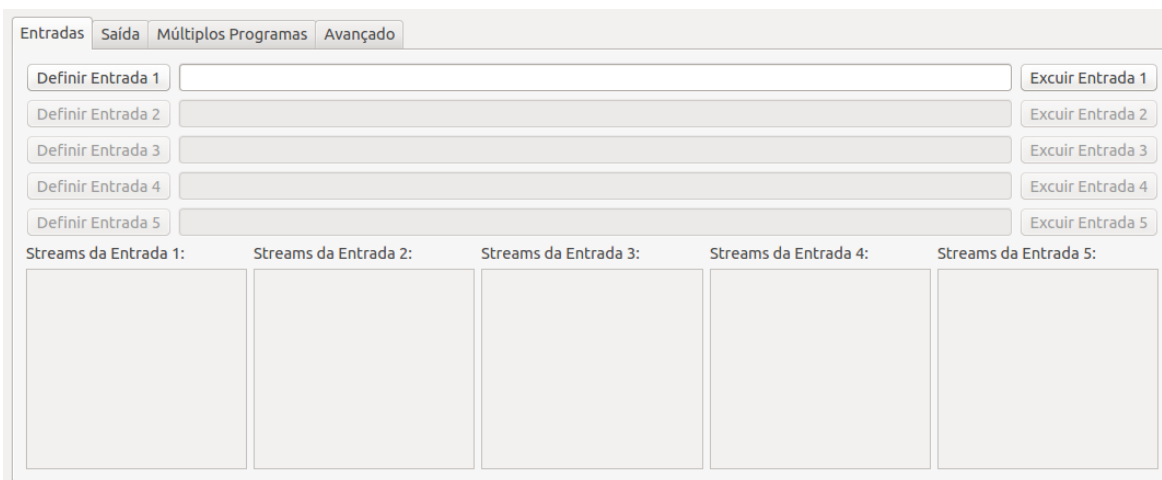 Entradas Saída Múltiplos Programas Avançado
Definir Entrada 1 Excuir Entrada 1
Definir Entrada 2 Excuir Entrada 2
Definir Entrada 3 Excuir Entrada 3
Definir Entrada 4 Excuir Entrada 4
Definir Entrada 5 Excuir Entrada 5
Streams da Entrada 1: Streams da Entrada 2: Streams da Entrada 3: Streams da Entrada 4: Streams da Entrada 5: